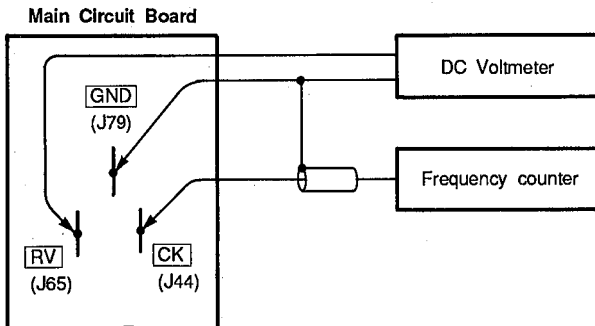 Main Circuit Board
DC Voltmeter
GND
(J79)
Frequency counter
RV
CK
(J65)
(J44)